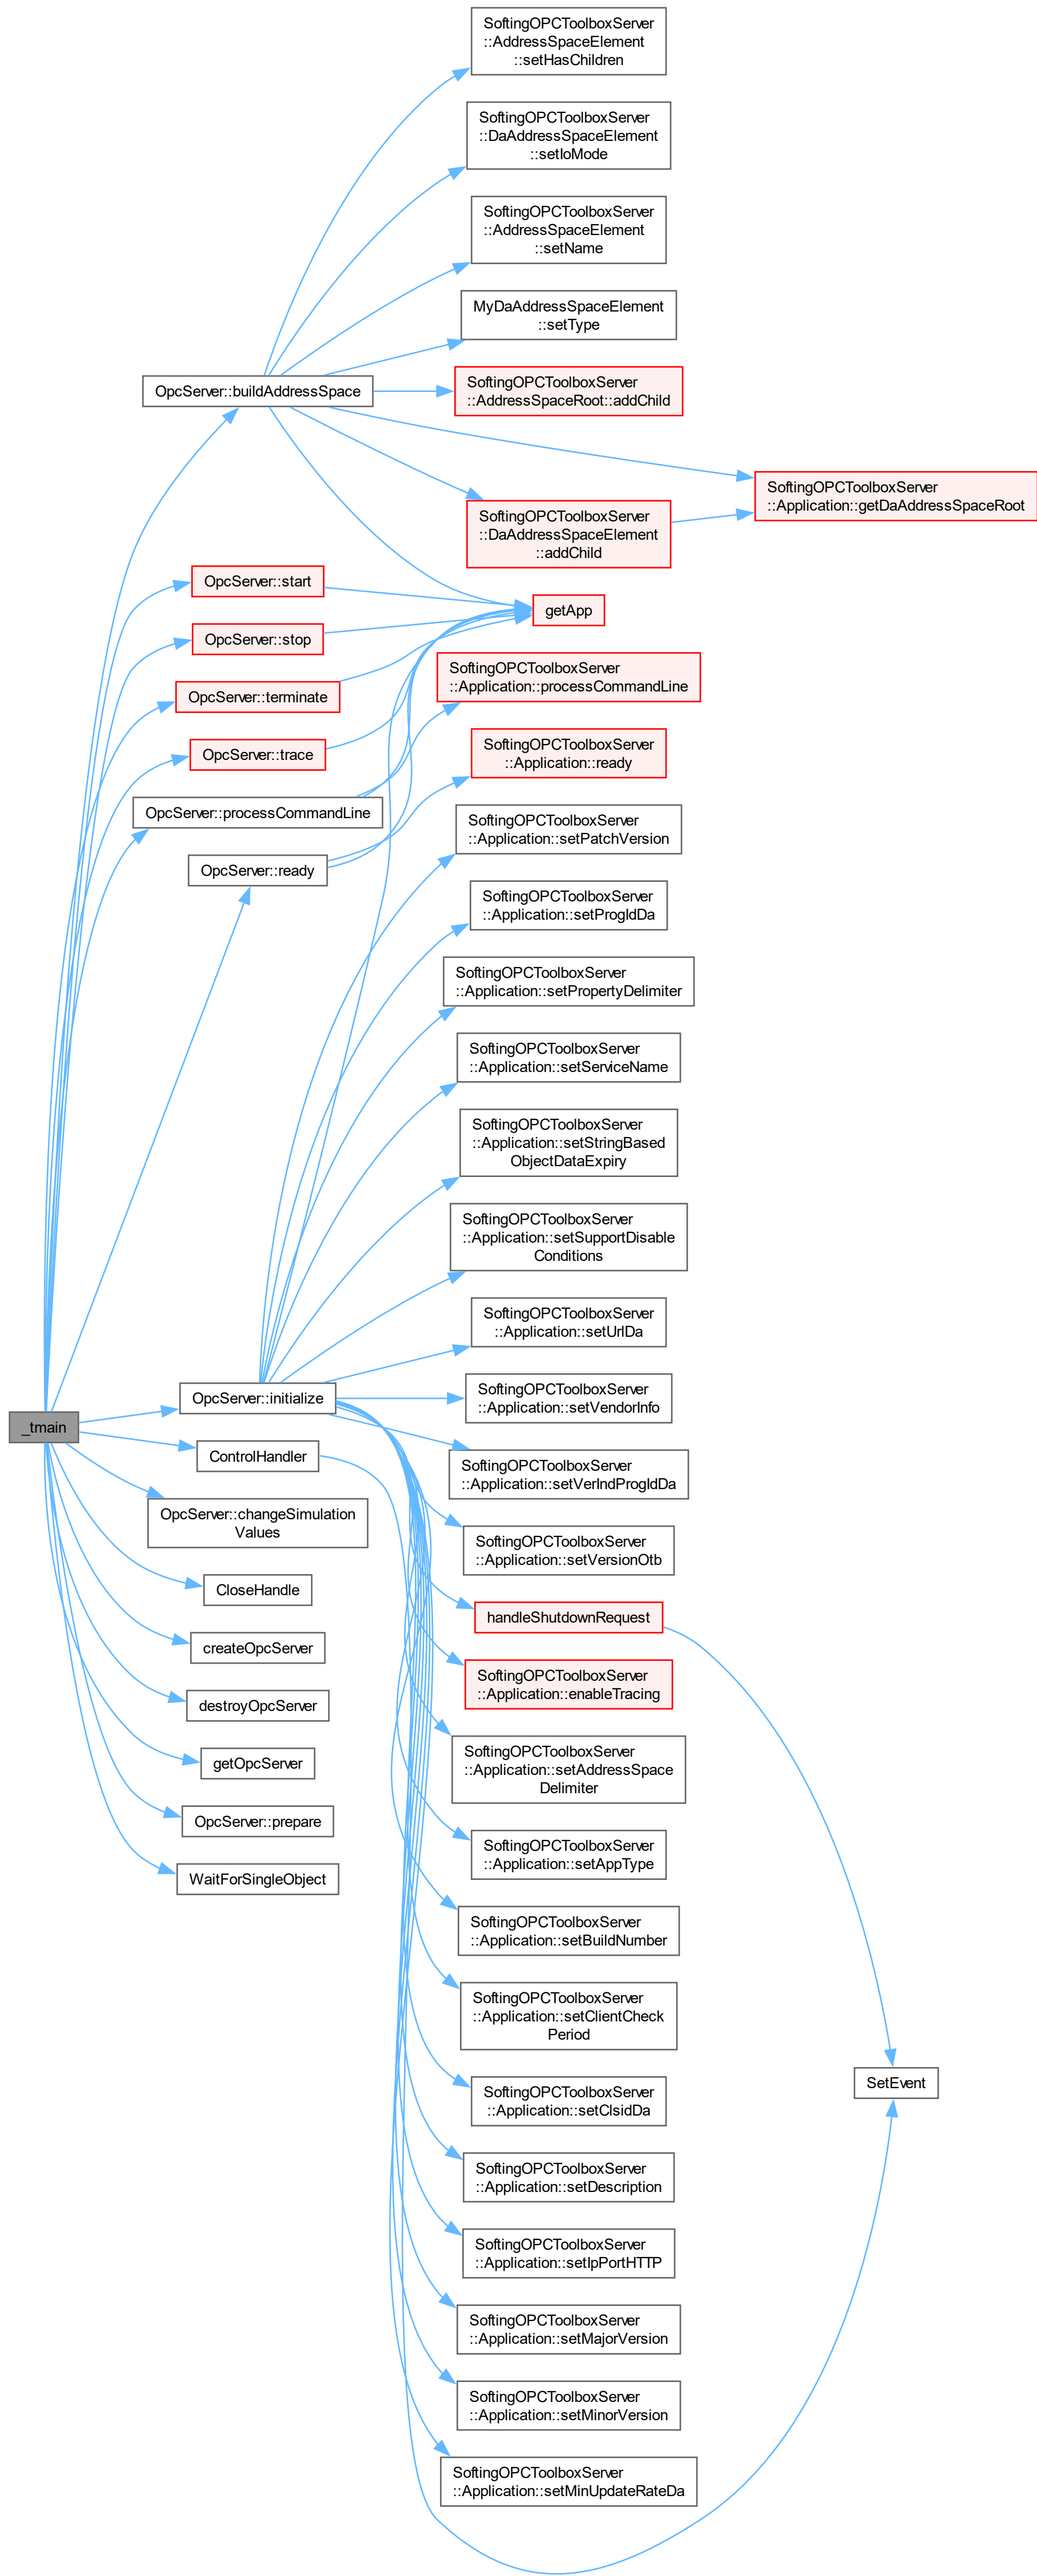 SoftingOPCToolboxServer
::AddressSpaceElement
::setHasChildren
SoftingOPCToolboxServer
::DaAddressSpaceElement
::setIoMode
SoftingOPCToolboxServer
::AddressSpaceElement
::setName
MyDaAddressSpaceElement
::setType
OpcServer::buildAddressSpace
SoftingOPCToolboxServer
::AddressSpaceRoot::addChild
SoftingOPCToolboxServer
::Application::getDaAddressSpaceRoot
SoftingOPCToolboxServer
::DaAddressSpaceElement
::addChild
OpcServer::start
getApp
OpcServer::stop
SoftingOPCToolboxServer
::Application::processCommandLine
OpcServer::terminate
OpcServer::trace
SoftingOPCToolboxServer
::Application::ready
OpcServer::processCommandLine
SoftingOPCToolboxServer
::Application::setPatchVersion
OpcServer::ready
SoftingOPCToolboxServer
::Application::setProgIdDa
SoftingOPCToolboxServer
::Application::setPropertyDelimiter
SoftingOPCToolboxServer
::Application::setServiceName
SoftingOPCToolboxServer
::Application::setStringBased
ObjectDataExpiry
SoftingOPCToolboxServer
::Application::setSupportDisable
Conditions
SoftingOPCToolboxServer
::Application::setUrlDa
OpcServer::initialize
SoftingOPCToolboxServer
::Application::setVendorInfo
_tmain
ControlHandler
SoftingOPCToolboxServer
::Application::setVerIndProgIdDa
OpcServer::changeSimulation
Values
SoftingOPCToolboxServer
::Application::setVersionOtb
CloseHandle
handleShutdownRequest
createOpcServer
SoftingOPCToolboxServer
::Application::enableTracing
destroyOpcServer
getOpcServer
SoftingOPCToolboxServer
::Application::setAddressSpace
Delimiter
OpcServer::prepare
SoftingOPCToolboxServer
::Application::setAppType
WaitForSingleObject
SoftingOPCToolboxServer
::Application::setBuildNumber
SoftingOPCToolboxServer
::Application::setClientCheck
Period
SetEvent
SoftingOPCToolboxServer
::Application::setClsidDa
SoftingOPCToolboxServer
::Application::setDescription
SoftingOPCToolboxServer
::Application::setIpPortHTTP
SoftingOPCToolboxServer
::Application::setMajorVersion
SoftingOPCToolboxServer
::Application::setMinorVersion
SoftingOPCToolboxServer
::Application::setMinUpdateRateDa